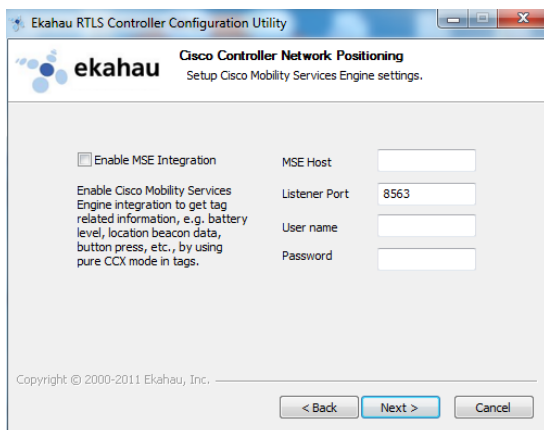 Ekahau RTLS Controller Configuration Utility
ekahau
Cisco Controller Network Positioning
Setup Cisco Mobility Services Engine settings.
Enable MSE Integration
Enable Cisco Mobility Services
Engine integration to get tag
related information, e.g. battery
level, location beacon data,
button press, etc., by using
pure CCX mode in tags.
MSE Host
Listener Port 8563
User name
Password
Copyright © 2000-2011 Ekahau, Inc.
< Back Next > Cancel